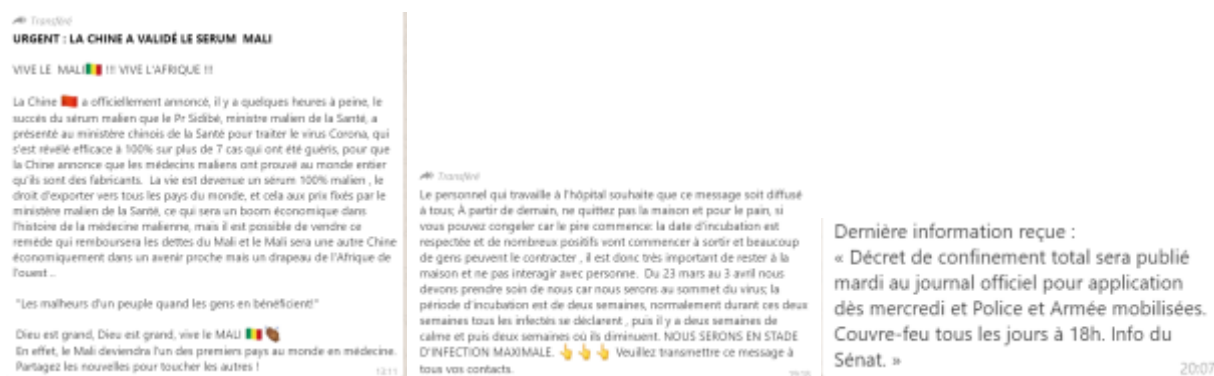 Transféré
URGENT : LA CHINE A VALIDÉ LE SERUM MALI
VIVE LE MALI🇲🇱 !!! VIVE L'AFRIQUE !!!
La Chine 🇨🇳 a officiellement annoncé, il y a quelques heures à peine, le
succès du sérum malien que le Pr Sidibé, ministre malien de la Santé, a
présenté au ministère chinois de la Santé pour traiter le virus Corona, qui
s'est révélé efficace à 100% sur plus de 7 cas qui ont été guéris, pour que
la Chine annonce que les médecins maliens ont prouvé au monde entier
qu'ils sont des fabricants. La vie est devenue un sérum 100% malien , le
droit d'exporter vers tous les pays du monde, et cela aux prix fixés par le
ministère malien de la Santé, ce qui sera un boom économique dans
l'histoire de la médecine malienne, mais il est possible de vendre ce
remède qui remboursera les dettes du Mali et le Mali sera une autre Chine
économiquement dans un avenir proche mais un drapeau de l'Afrique de
l'ouest ..
"Les malheurs d'un peuple quand les gens en bénéficient!"
Dieu est grand, Dieu est grand, vive le MALI 🇲🇱
En effet, le Mali deviendra l'un des premiers pays au monde en médecine.
Partagez les nouvelles pour toucher les autres !
Transféré
Le personnel qui travaille à l'hôpital souhaite que ce message soit diffusé
à tous; À partir de demain, ne quittez pas la maison et pour le pain, si
vous pouvez congeler car le pire commence: la date d'incubation est
respectée et de nombreux positifs vont commencer à sortir et beaucoup
de gens peuvent le contracter , il est donc très important de rester à la
maison et ne pas interagir avec personne. Du 23 mars au 3 avril nous
devons prendre soin de nous car nous serons au sommet du virus; la
période d'incubation est de deux semaines, normalement durant ces deux
semaines tous les infectés se déclarent , puis il y a deux semaines de
calme et puis deux semaines où ils diminuent. NOUS SERONS EN STADE
D'INFECTION MAXIMALE. 👆👆👆 Veuillez transmettre ce message à
tous vos contacts.
Dernière information reçue :
« Décret de confinement total sera publié
mardi au journal officiel pour application
dès mercredi et Police et Armée mobilisées.
Couvre-feu tous les jours à 18h. Info du
Sénat. »
20:07